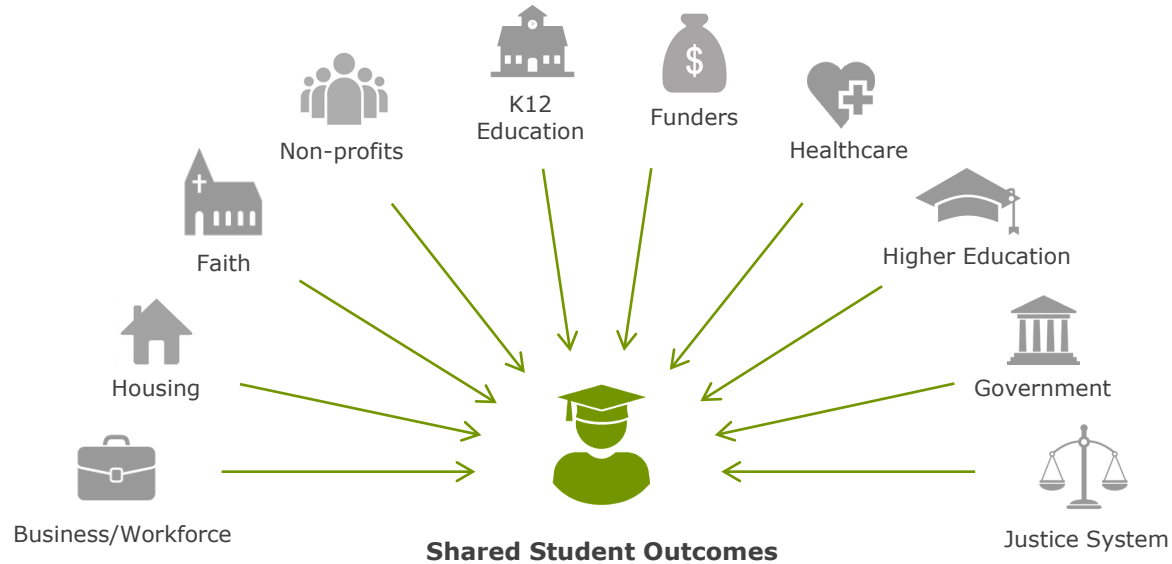 $
K12
Education
Funders
Non-profits
Healthcare
Faith
Higher Education
Housing
Government
Business/Workforce
Justice System
Shared Student Outcomes